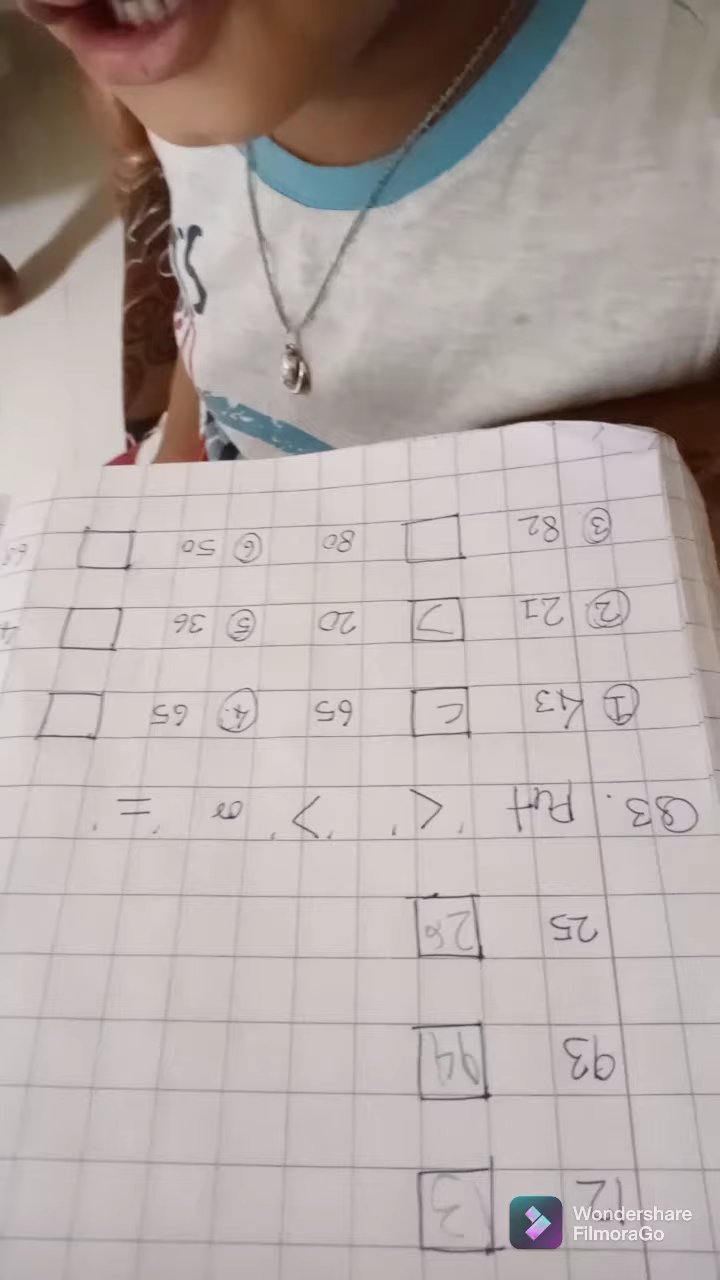 12 13
93 94
25 26
Q3. Put '>', '<' or '='
① 43 > 65 ④ 65
② 21 < 20 ⑤ 36
③ 82 80 ⑥ 50
Wondershare
FilmoraGo